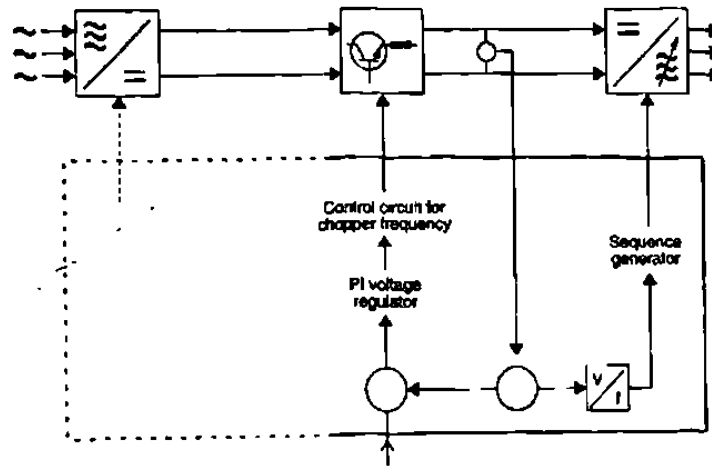 Control circuit for
chopper frequency
PI voltage
regulator
Sequence
generator
V
f